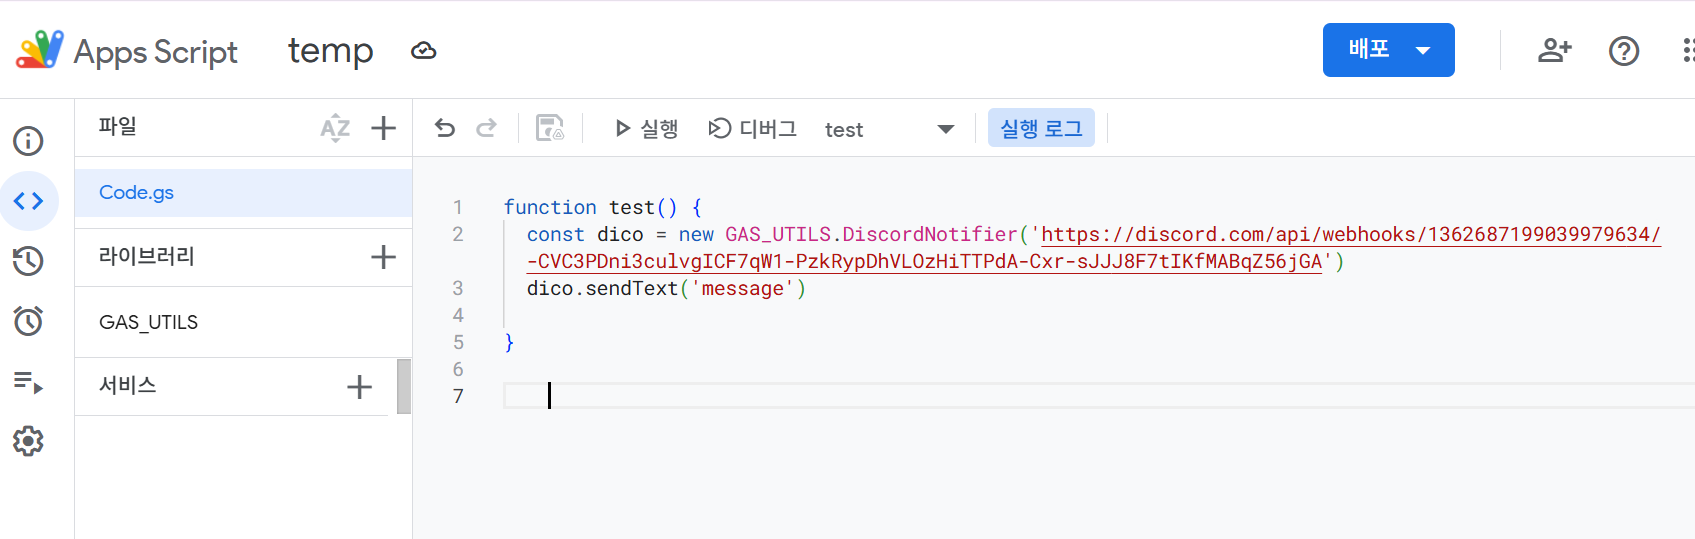 Apps Script temp 배포
파일 AZ
실행 디버그 test 실행 로그
Code.gs
라이브러리
GAS_UTILS
서비스
1 function test() {
2 const dico = new GAS_UTILS.DiscordNotifier('https://discord.com/api/webhooks/1362687199039979634/
-CVC3PDni3culvgICF7qW1-PzkRypDhVLOzHiTTPdA-Cxr-sJJJ8F7tIKfMABqZ56jGA')
3 dico.sendText('message')
4
5 }
6
7